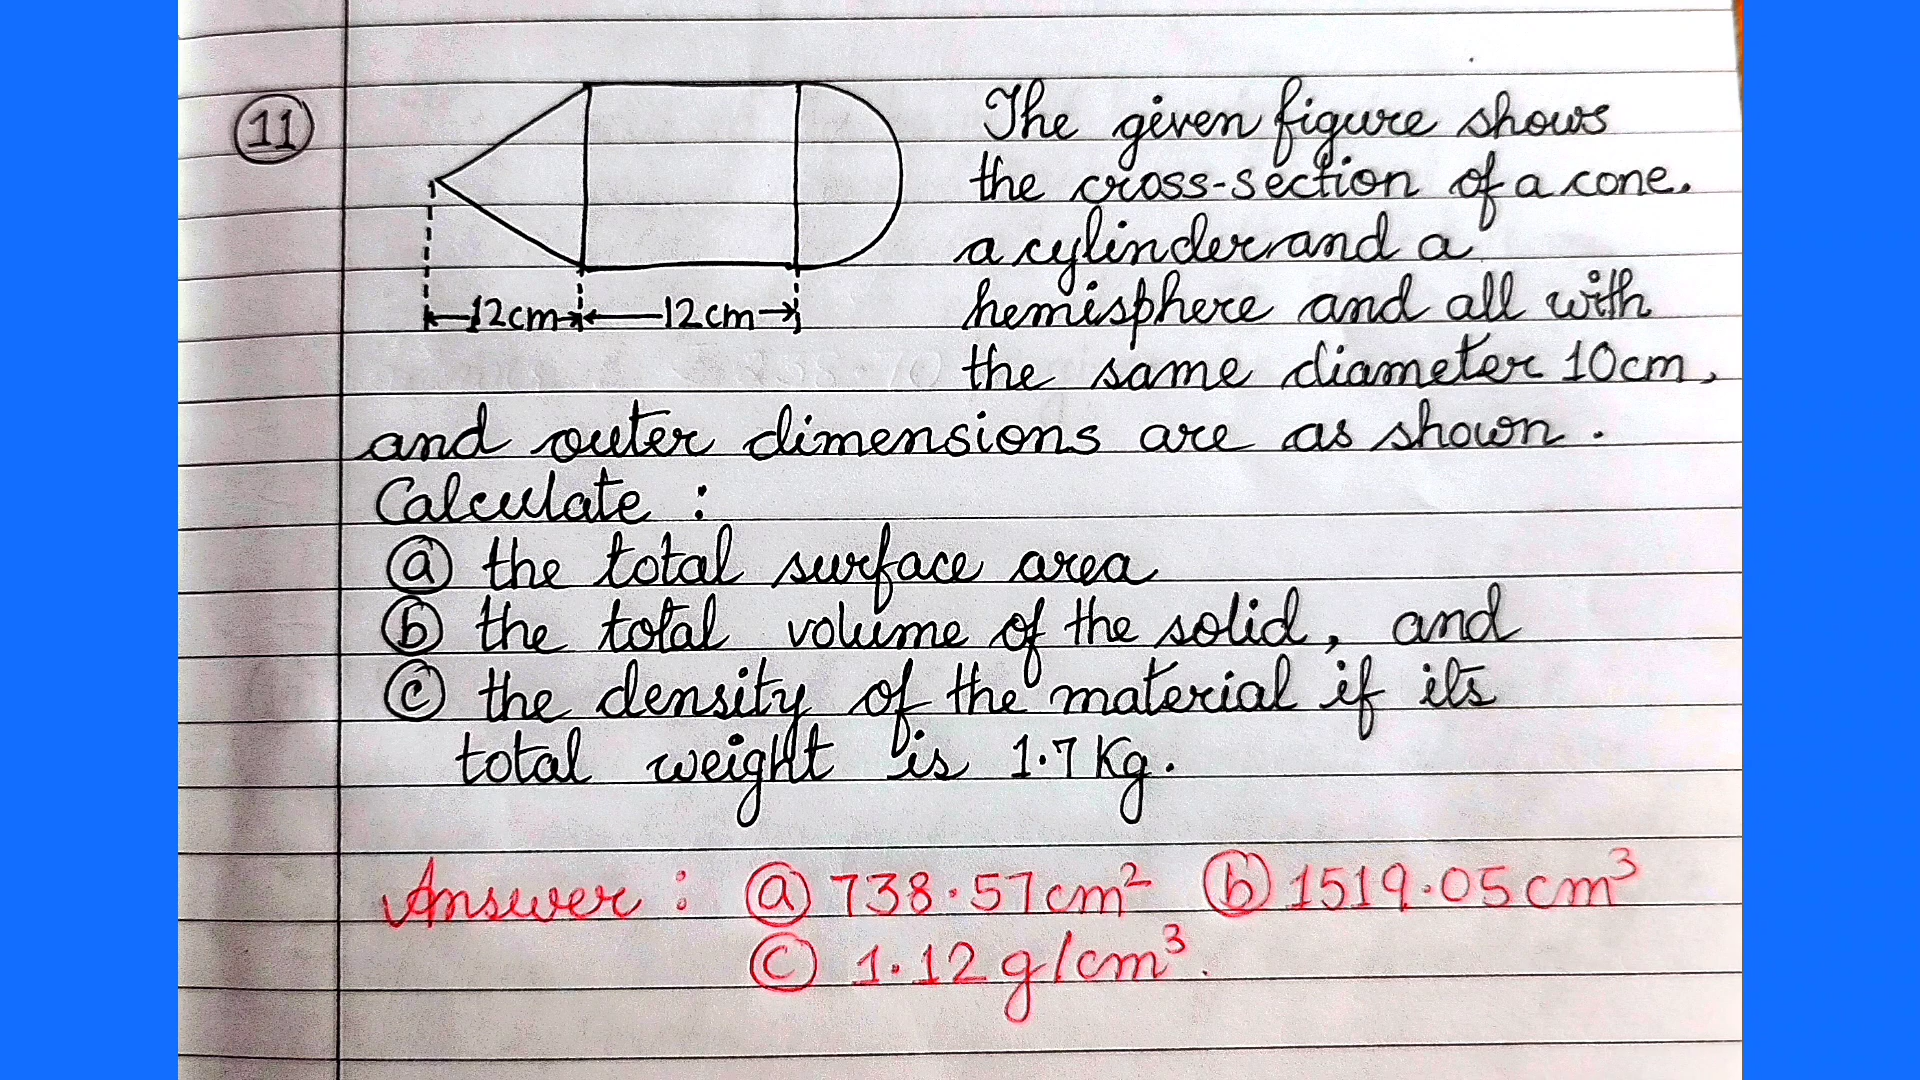 11
The given figure shows
the cross-section of a cone.
a cylinder and a
hemisphere and all with
12cm 12cm
the same diameter 10cm,
and outer dimensions are as shown.
Calculate :
a the total surface area
b the total volume of the solid, and
c the density of the material if its
total weight is 1.7 Kg.
Answer : a 738.57cm² b 1519.05cm³
c 1.12g/cm³.